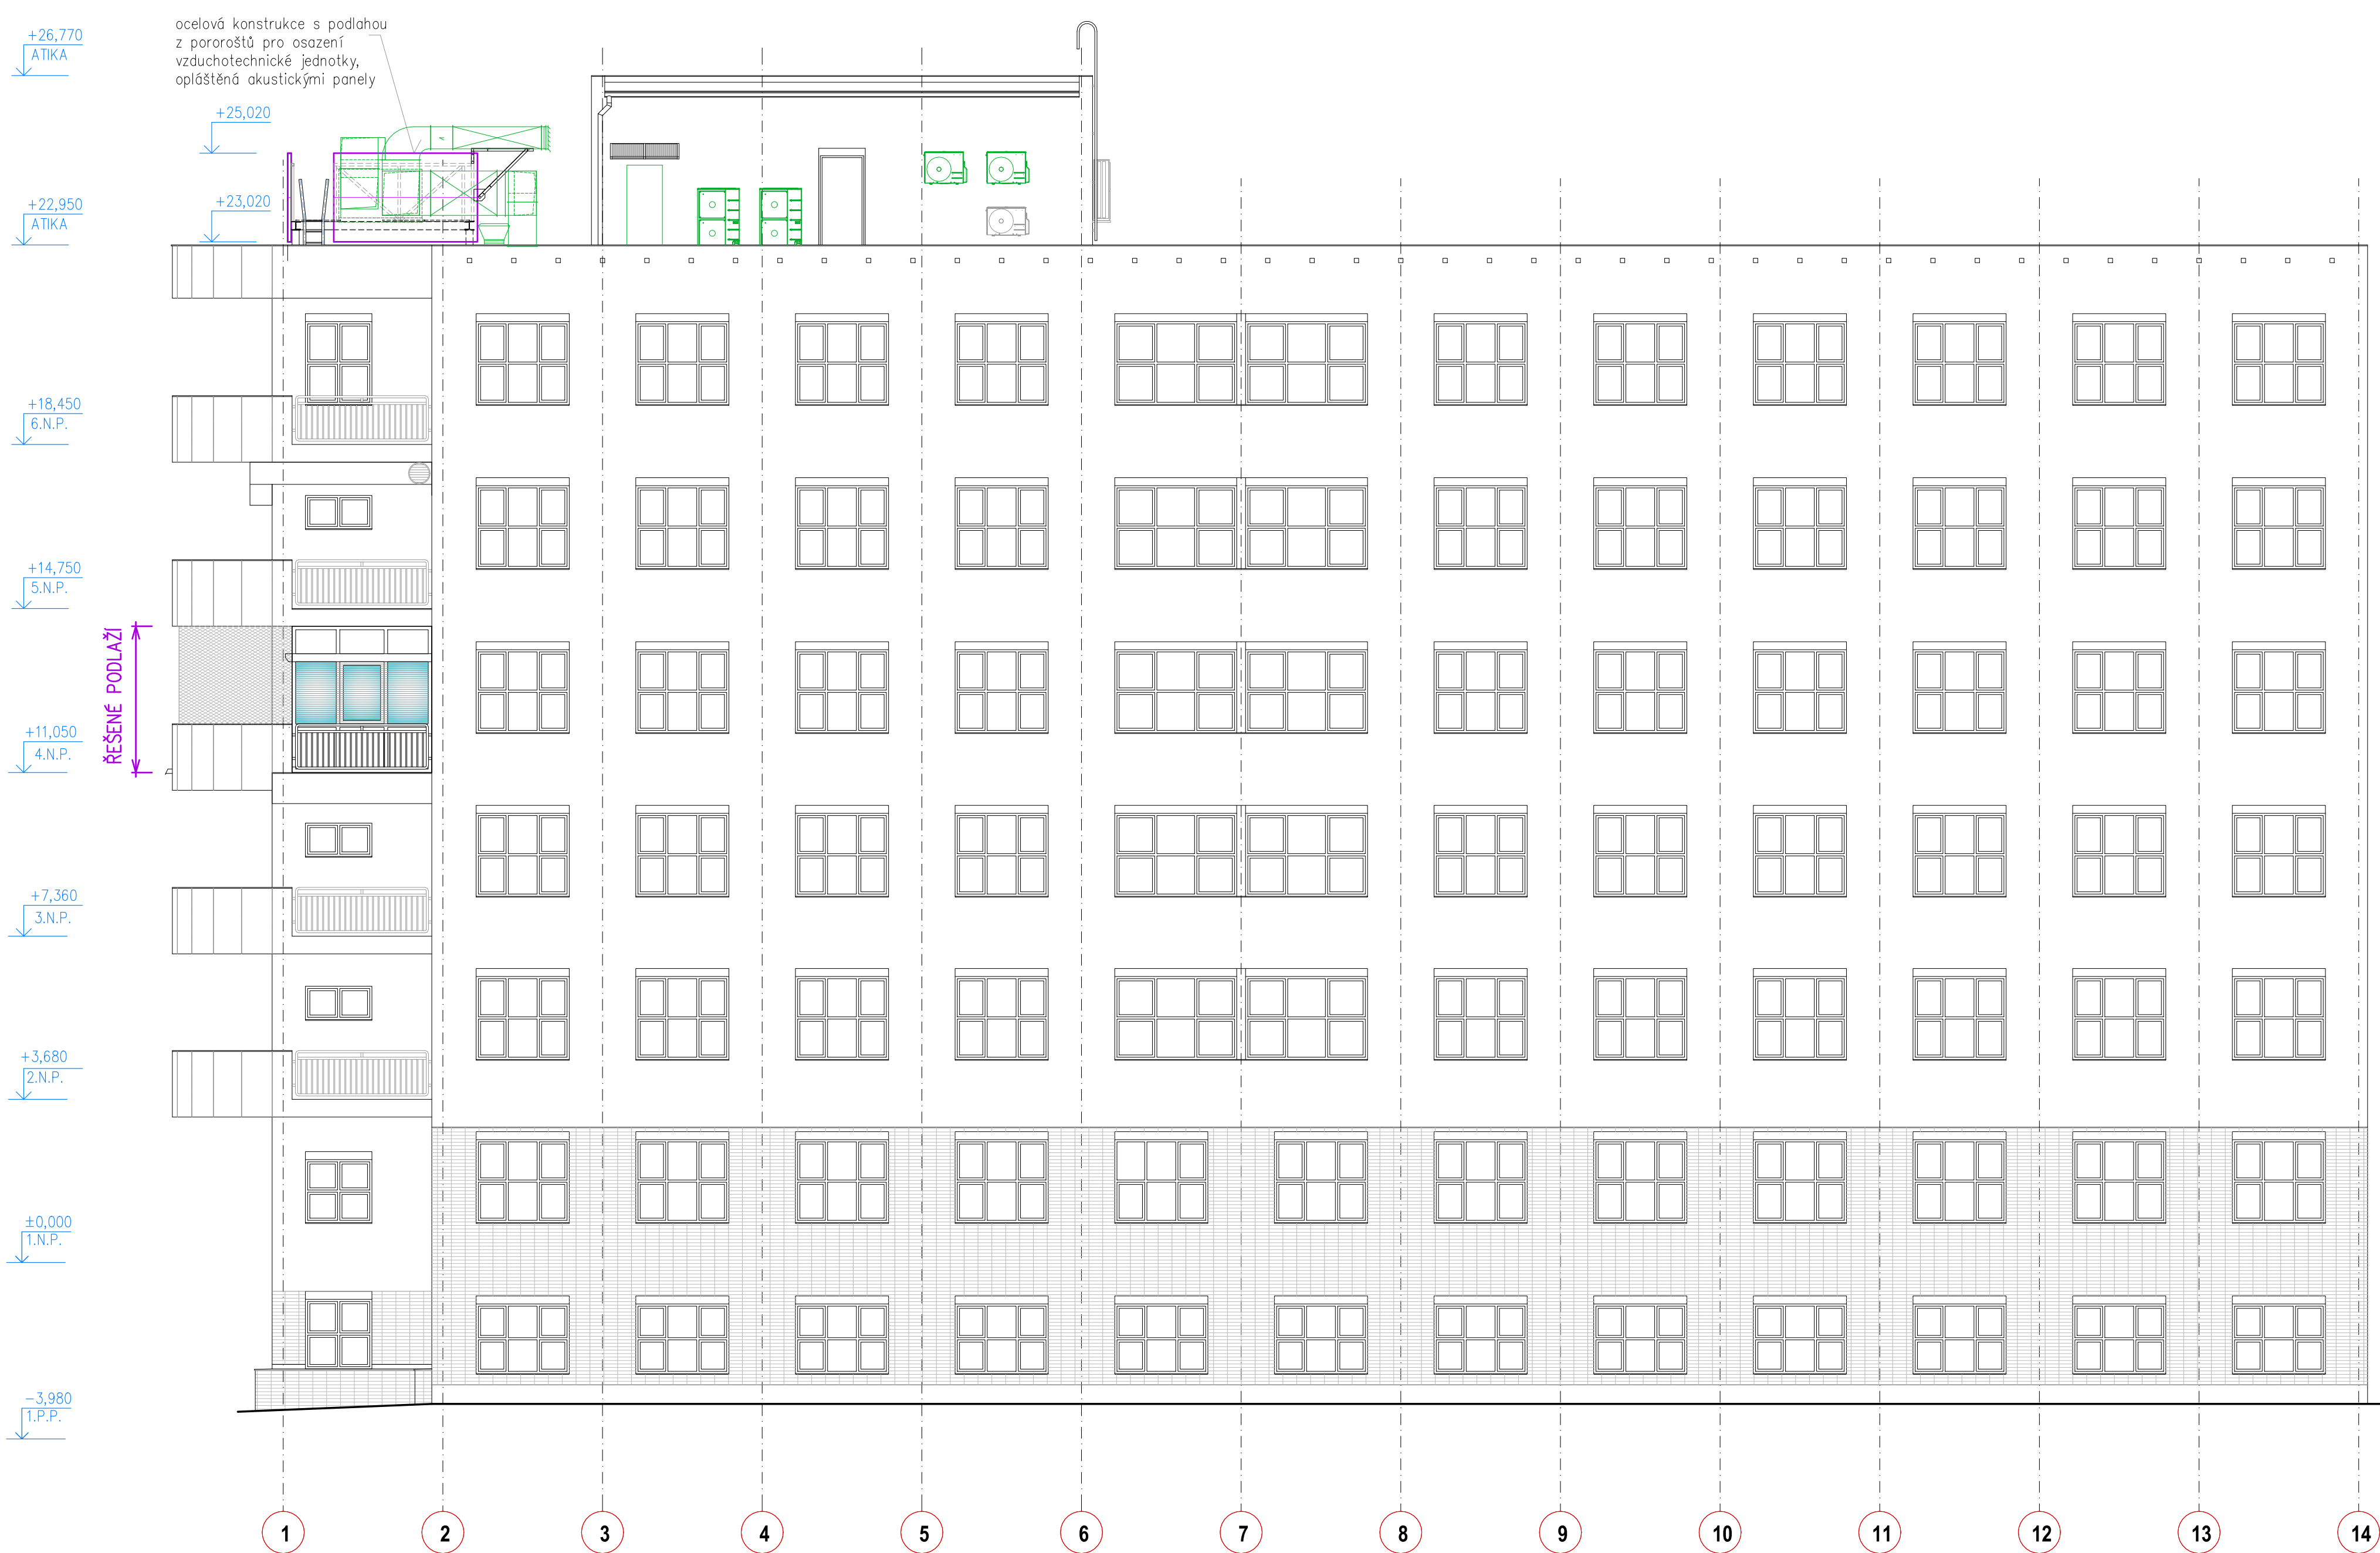 ocelová konstrukce s podlahou
z pororoštů pro osazení
vzduchotechnické jednotky,
opláštěná akustickými panely
+26,770
ATIKA
+25,020
+23,020
+22,950
ATIKA
+18,450
6.N.P.
+14,750
5.N.P.
ŘEŠENÉ PODLAŽÍ
+11,050
4.N.P.
+7,360
3.N.P.
+3,680
2.N.P.
±0,000
1.N.P.
−3,980
1.P.P.
1 2 3 4 5 6 7 8 9 10 11 12 13 14